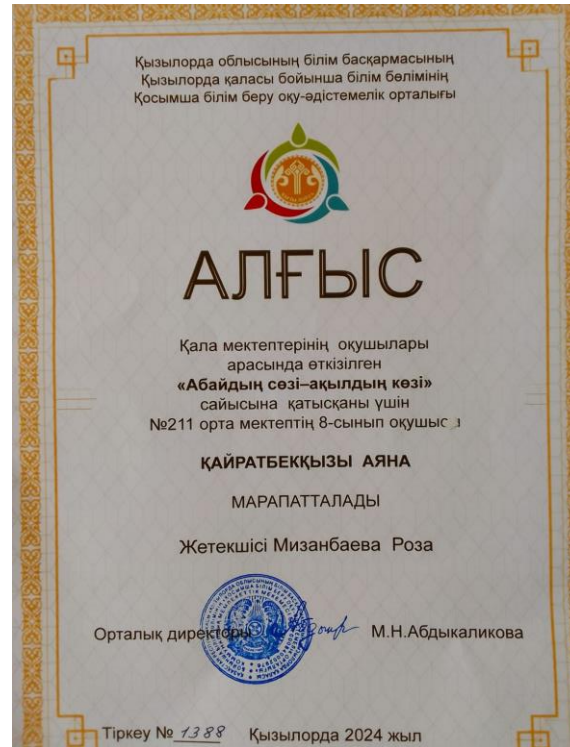 Қызылорда облысының білім басқармасының
Қызылорда қаласы бойынша білім бөлімінің
Қосымша білім беру оқу-әдістемелік орталығы
АЛҒЫС
Қала мектептерінің оқушылары
арасында өткізілген
«Абайдың сөзі–ақылдың көзі»
сайысына қатысқаны үшін
№211 орта мектептің 8-сынып оқушысы
ҚАЙРАТБЕКҚЫЗЫ АЯНА
МАРАПАТТАЛАДЫ
Жетекшісі Мизанбаева Роза
Орталық директоры М.Н.Абдыкаликова
Тіркеу № 1388 Қызылорда 2024 жыл